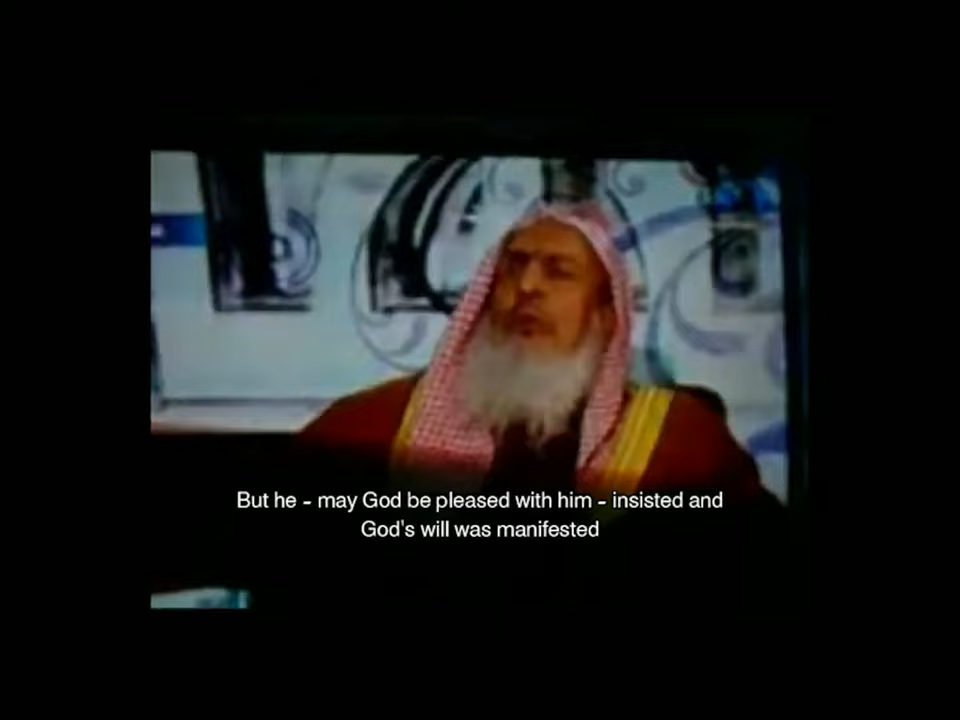 But he - may God be pleased with him - insisted and
God's will was manifested